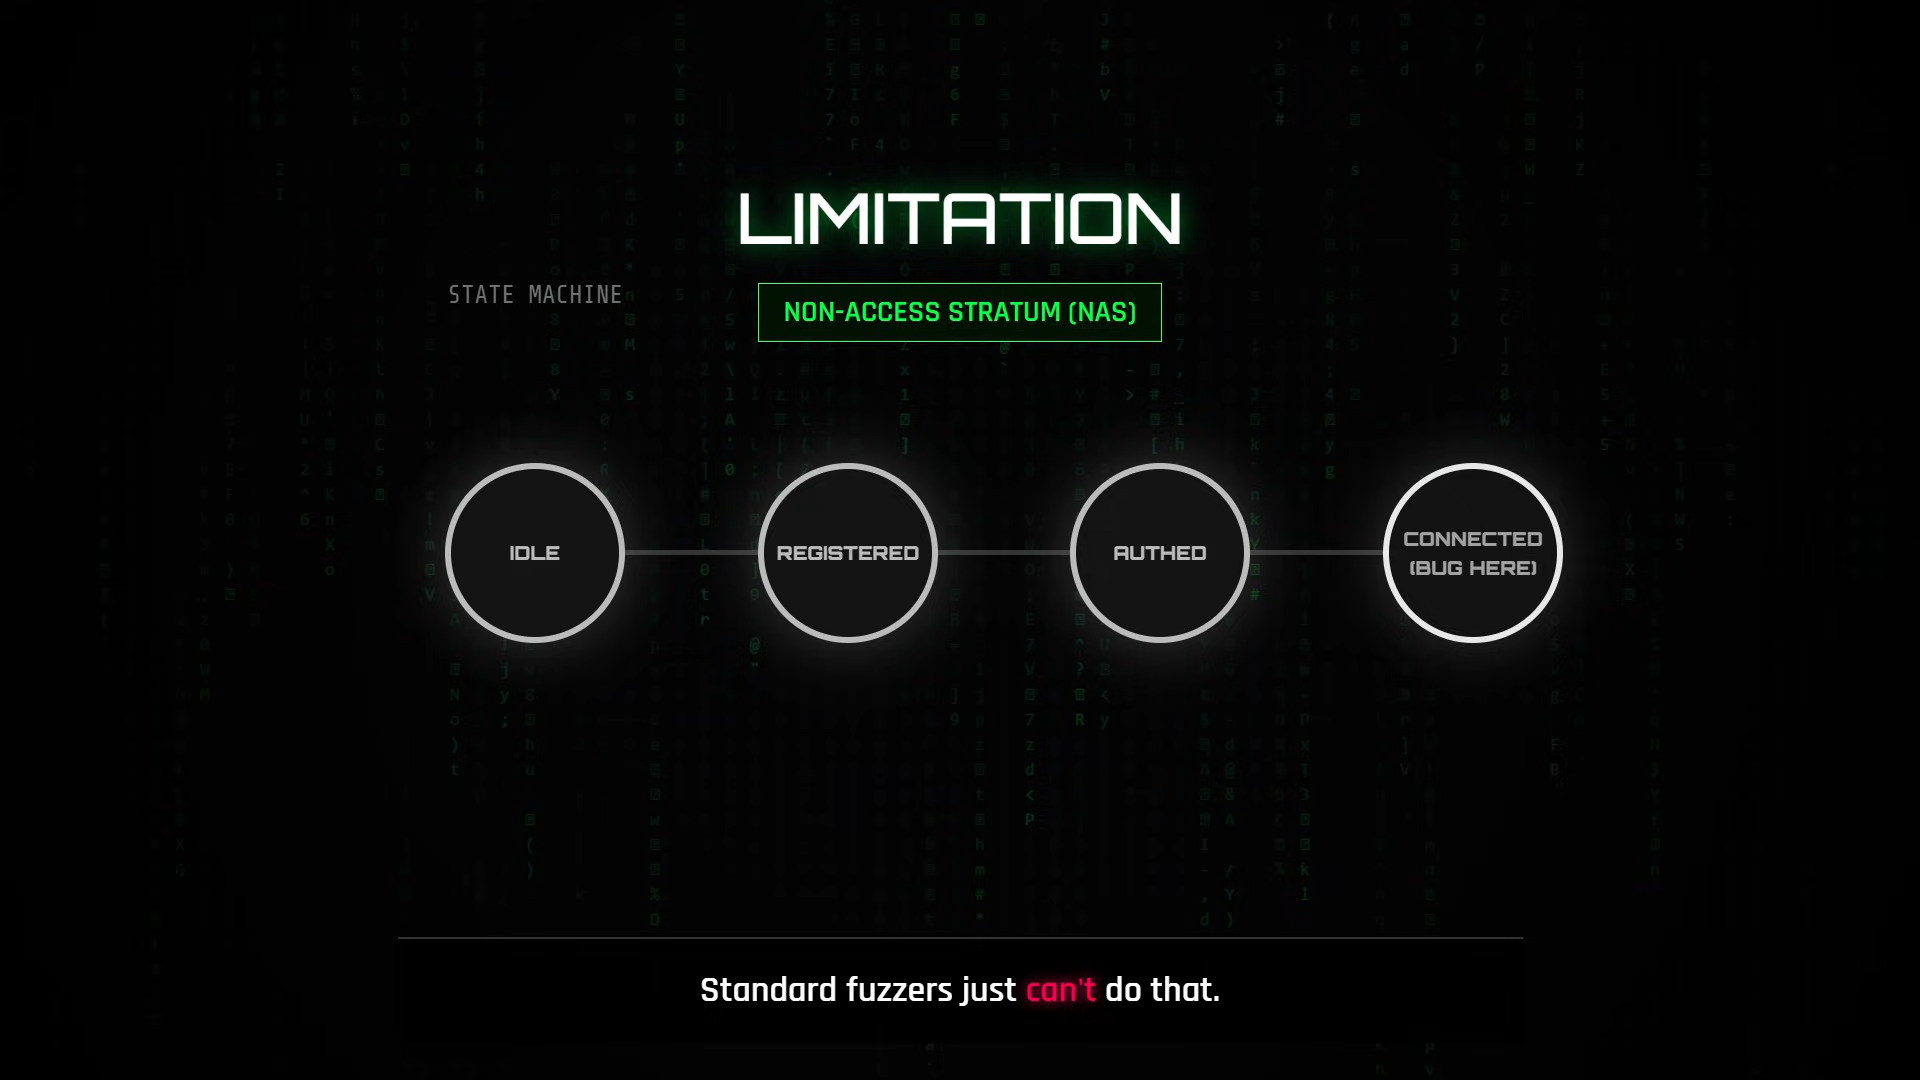 LIMITATION
STATE MACHINE
NON-ACCESS STRATUM (NAS)
IDLE
REGISTERED
AUTHED
CONNECTED
(BUG HERE)
Standard fuzzers just can't do that.